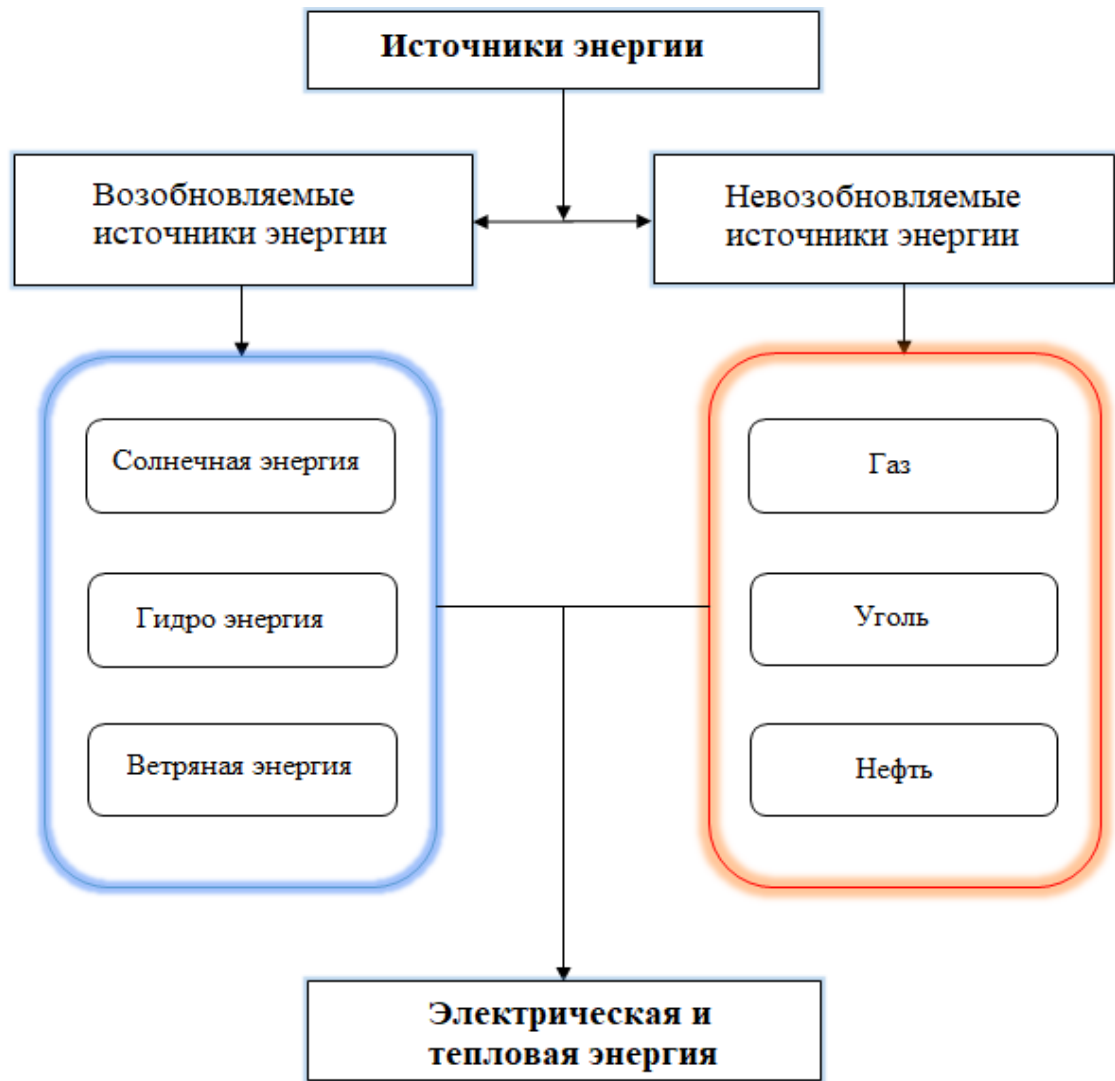 Источники энергии
Возобновляемые
источники энергии
Невозобновляемые
источники энергии
Солнечная энергия
Гидро энергия
Ветряная энергия
Газ
Уголь
Нефть
Электрическая и
тепловая энергия